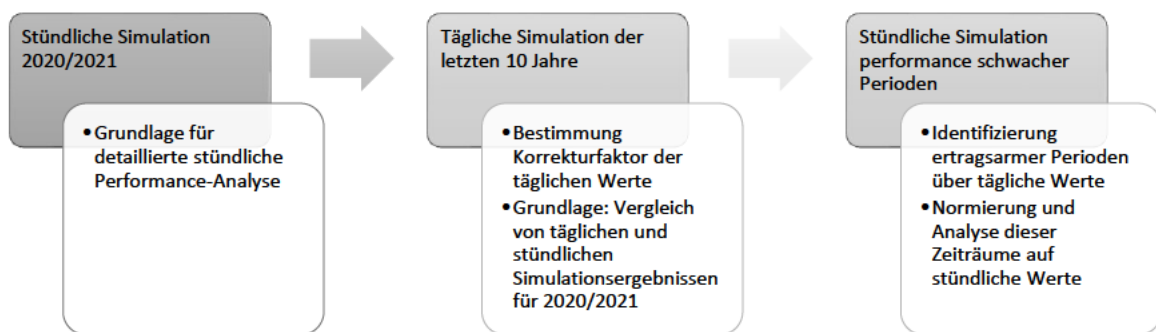 Stündliche Simulation
2020/2021
• Grundlage für
detaillierte stündliche
Performance-Analyse
Tägliche Simulation der
letzten 10 Jahre
• Bestimmung
Korrekturfaktor der
täglichen Werte
• Grundlage: Vergleich
von täglichen und
stündlichen
Simulationsergebnissen
für 2020/2021
Stündliche Simulation
performance schwacher
Perioden
• Identifizierung
ertragsarmer Perioden
über tägliche Werte
• Normierung und
Analyse dieser
Zeiträume auf
stündliche Werte